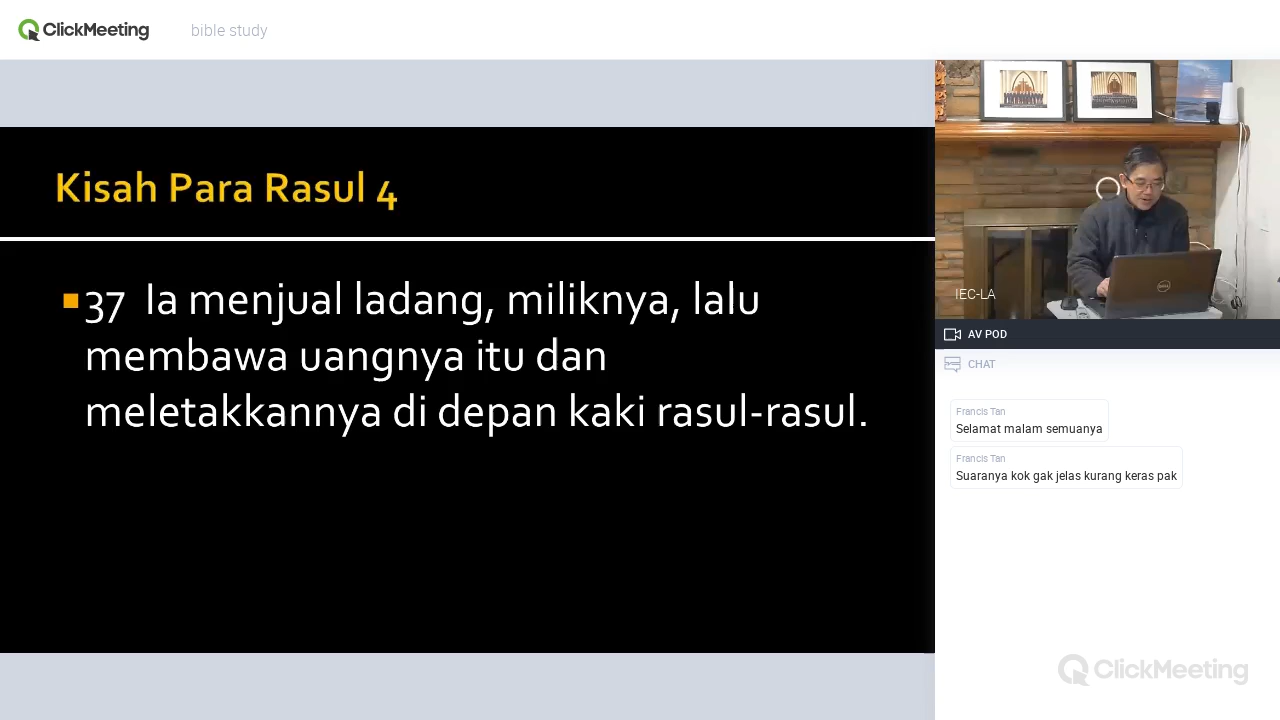 ClickMeeting
bible study
Kisah Para Rasul 4
37 Ia menjual ladang, miliknya, lalu
membawa uangnya itu dan
meletakkannya di depan kaki rasul-rasul.
IEC-LA
AV POD
CHAT
Francis Tan
Selamat malam semuanya
Francis Tan
Suaranya kok gak jelas kurang keras pak
ClickMeeting